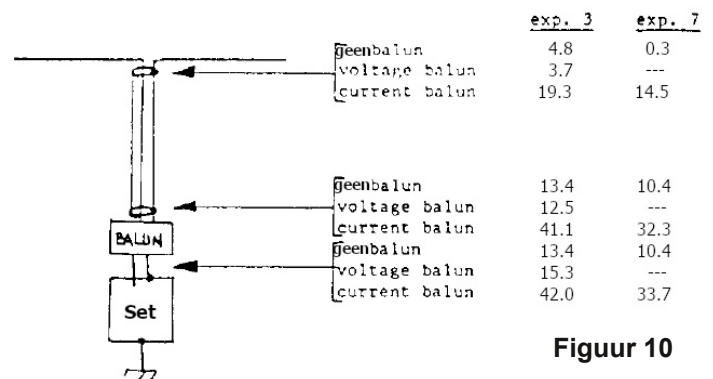 exp. 3 exp. 7
geenbalun 4.8 0.3
voltage balun 3.7 ---
current balun 19.3 14.5
geenbalun 13.4 10.4
voltage balun 12.5 ---
current balun 41.1 32.3
geenbalun 13.4 10.4
voltage balun 15.3 ---
current balun 42.0 33.7
BALUN
Set
Figuur 10